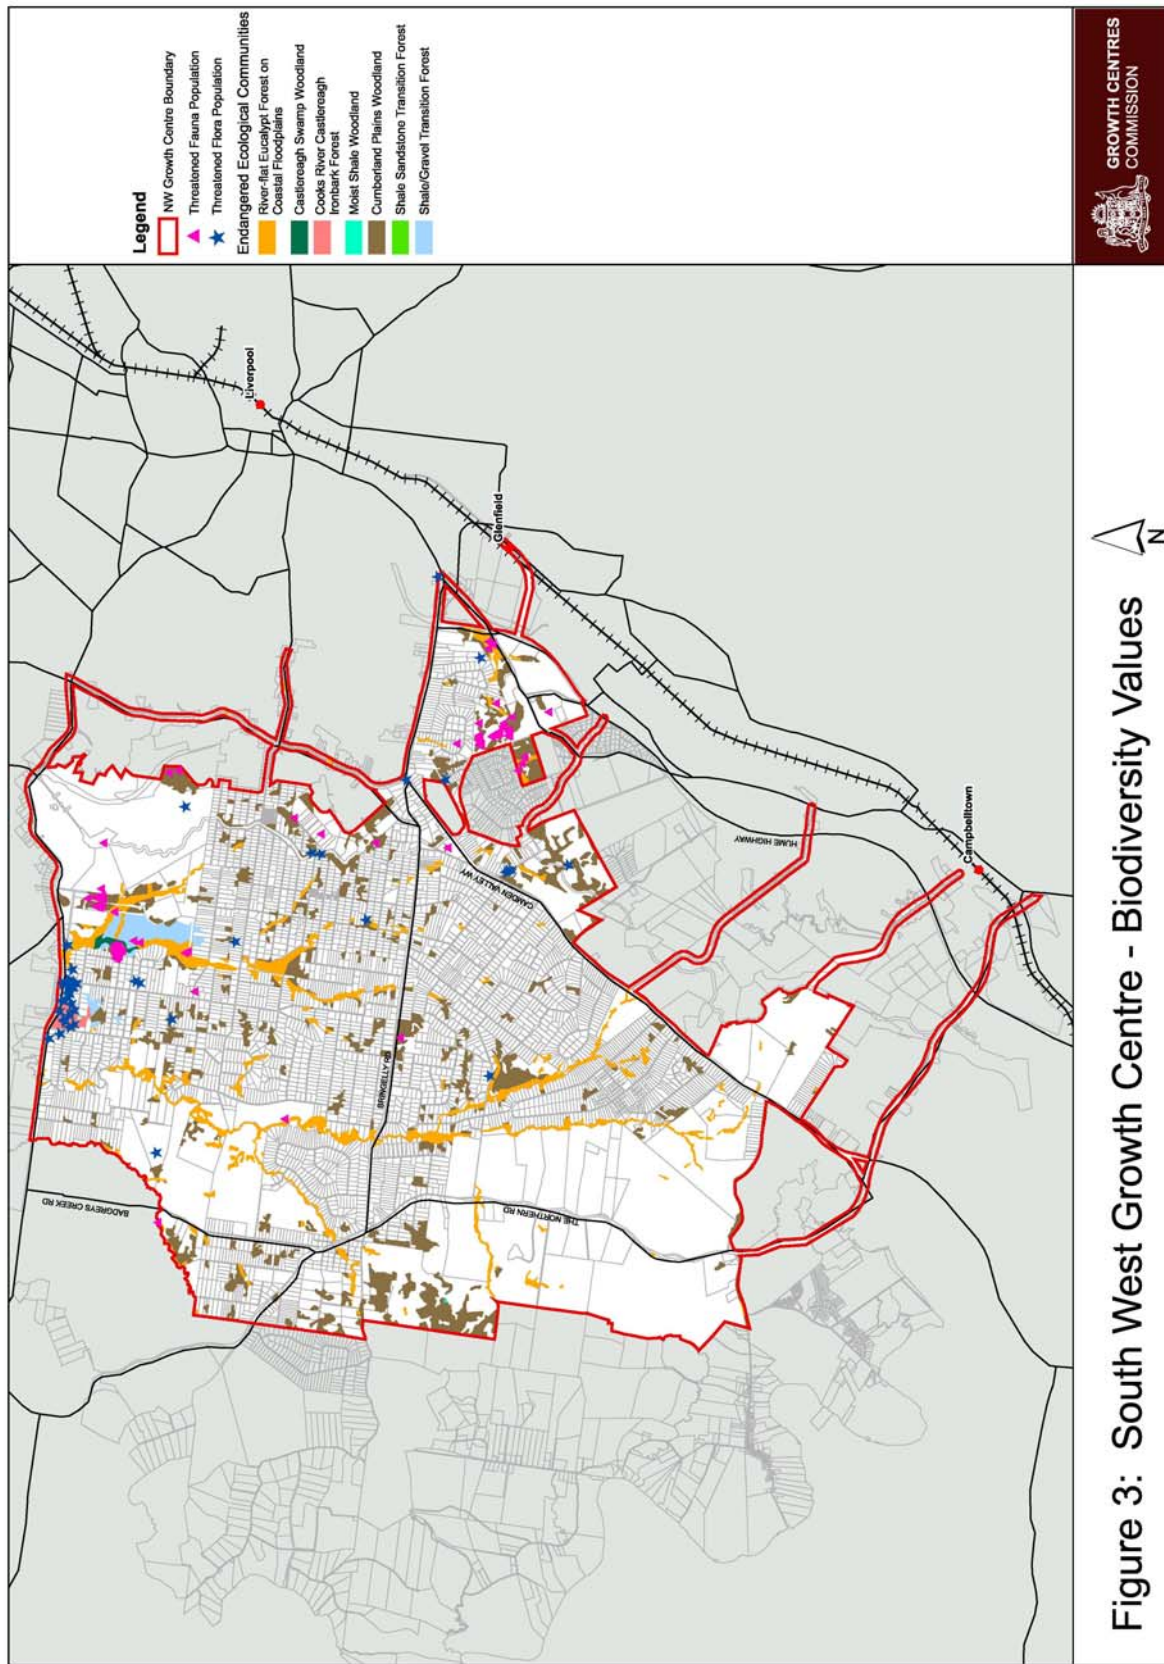 Legend
NW Growth Centre Boundary
Threatened Fauna Population
Threatened Flora Population
Endangered Ecological Communities
River-flat Eucalypt Forest on
Coastal Floodplains
Castlereagh Swamp Woodland
Cooks River Castlereagh
Ironbark Forest
Moist Shale Woodland
Cumberland Plains Woodland
Shale Sandstone Transition Forest
Shale/Gravel Transition Forest
Liverpool
Glenfield
Campbelltown
HUME HIGHWAY
CAMDEN VALLEY WY
BRINGELLY RD
BADGREYS CREEK RD
THE NORTHERN RD
Figure 3: South West Growth Centre - Biodiversity Values
N
GROWTH CENTRES
COMMISSION